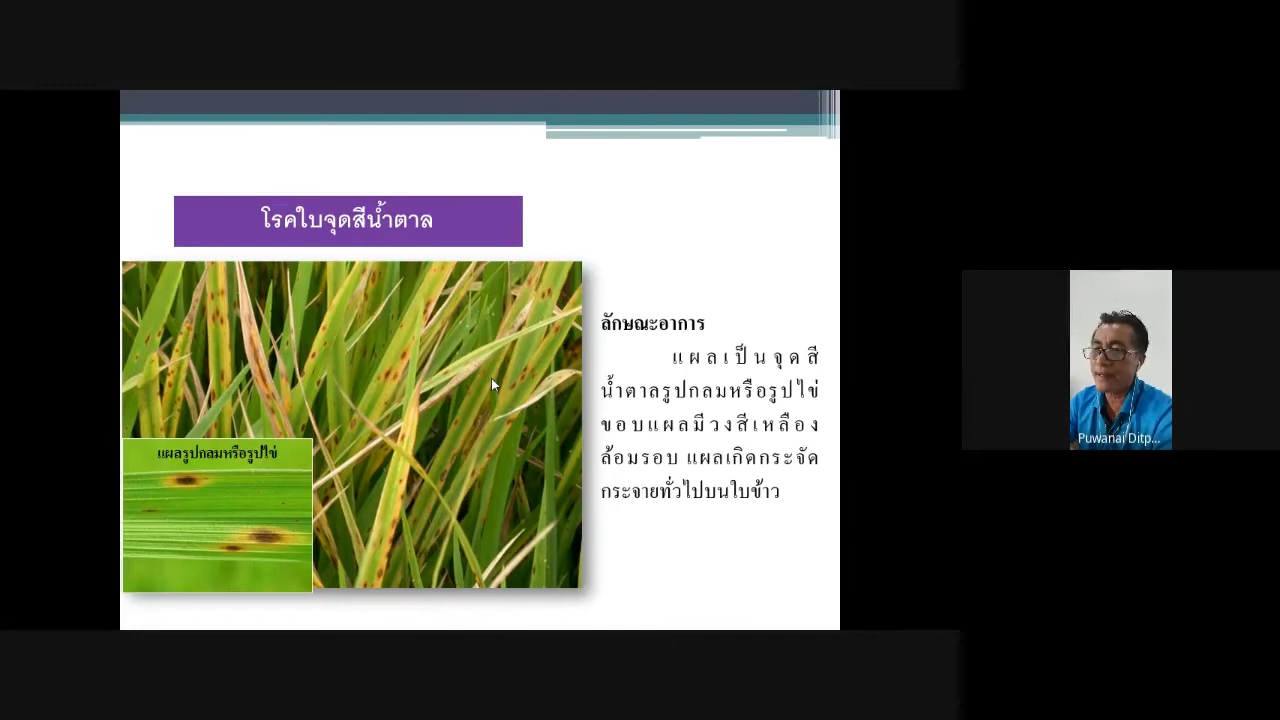 โรคใบจุดสีน้ำตาล
ลักษณะอาการ
แผลเป็นจุดสี
น้ำตาลรูปกลมหรือรูปไข่
ขอบแผลมีวงสีเหลือง
ล้อมรอบ แผลเกิดกระจัด
กระจายทั่วไปบนใบข้าว
แผลรูปกลมหรือรูปไข่
Puwanai Ditp...